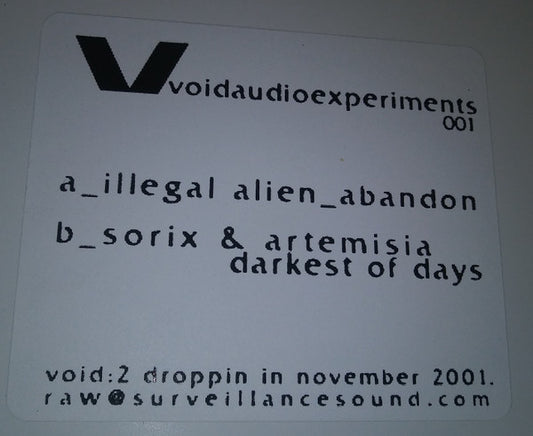 V voidaudioexperiments
001
a_illegal alien_abandon
b_sorix & artemisia
darkest of days
void:2 droppin in november 2001.
raw@surveillancesound.com